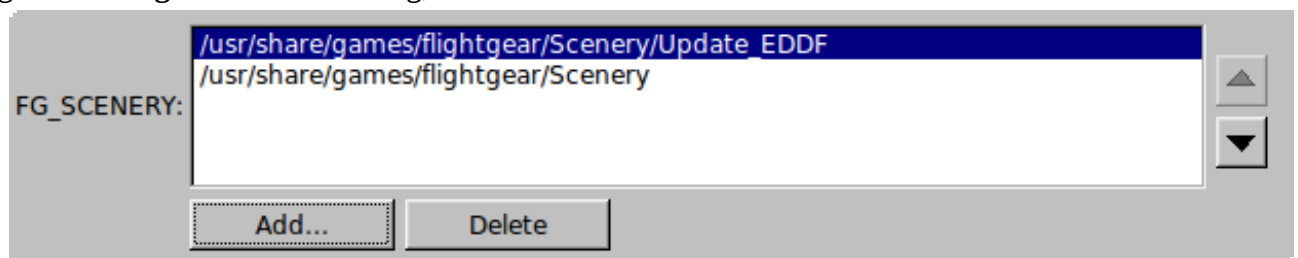 /usr/share/games/flightgear/Scenery/Update_EDDF
/usr/share/games/flightgear/Scenery
FG_SCENERY:
Add...
Delete